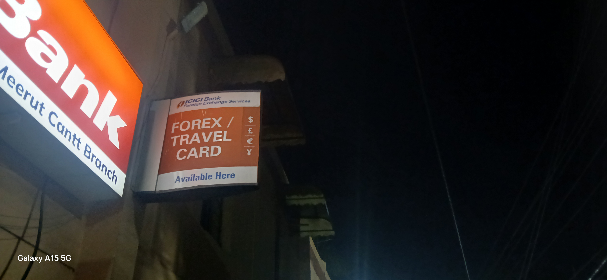 Bank
Meerut Cantt Branch
ICICI Bank
Foreign Exchange Services
FOREX /
TRAVEL
CARD
$
£
€
¥
Available Here
Galaxy A15 5G